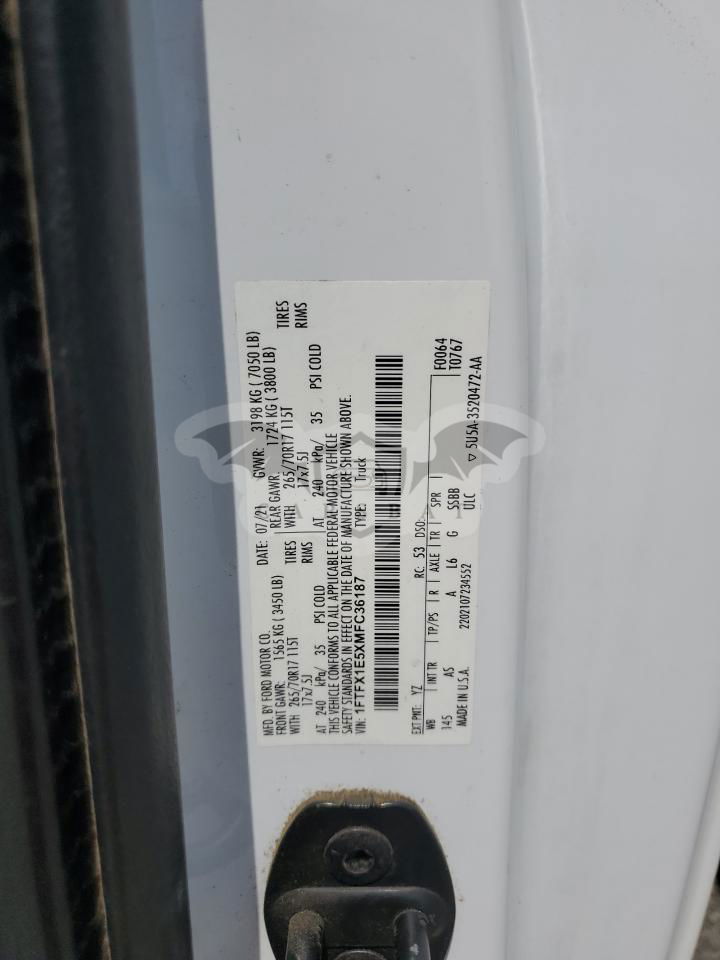 MFD. BY FORD MOTOR CO. DATE: 07/21 GVWR: 3198 KG ( 7050 LB)
FRONT GAWR: 1565 KG ( 3450 LB) REAR GAWR: 1724 KG ( 3800 LB)
WITH 265/70R17 115T TIRES WITH 265/70R17 115T TIRES
17x7.5J RIMS 17x7.5J RIMS
AT 240 kPa/ 35 PSI COLD AT 240 kPa/ 35 PSI COLD
THIS VEHICLE CONFORMS TO ALL APPLICABLE FEDERAL MOTOR VEHICLE
SAFETY STANDARDS IN EFFECT ON THE DATE OF MANUFACTURE SHOWN ABOVE.
VIN: 1FTFX1E5XMFC36187 TYPE: Truck
EXT PNT: YZ RC: 53 DSO: F0064
WB INT TR TP/PS R AXLE TR SPR T0767
145 AS A L6 G SSBB
MADE IN U.S.A. 2202107234552 ULC ▽ 5U5A-3520472-AA